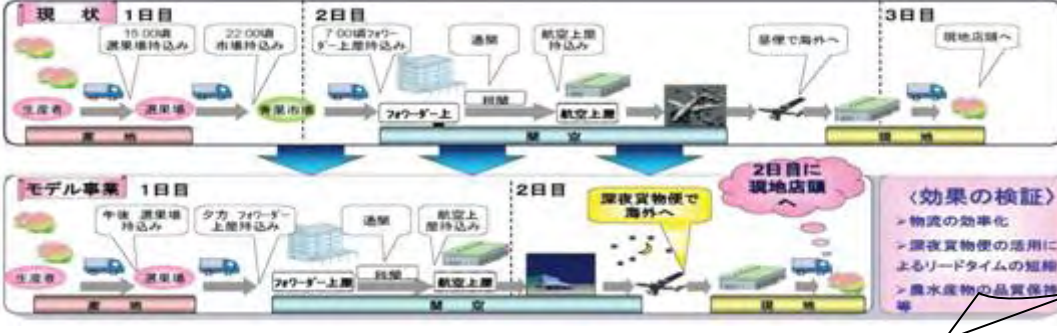 現 状
1日目
2日目
3日目
15:00頃
選果場持込み
22:00頃
市場持込み
7:00頃フォワー
ダー上屋持込み
通関
航空上屋
持込み
昼便で海外へ
現地店頭へ
生産者
選果場
青果市場
フォワーダー上
民間
航空上屋
産 地
関 空
現 地
モデル事業
1日目
2日目
午後 選果場
持込み
夕方 フォワーダー
上屋持込み
通関
航空上
屋持込み
深夜貨物便で
海外へ
2日目に
現地店頭
へ
生産者
選果場
フォワーダー上屋
航空上屋
産 地
関 空
現 地
〈効果の検証〉
➢物流の効率化
➢深夜貨物便の活用に
よるリードタイムの短縮
➢農水産物の品質保持
等